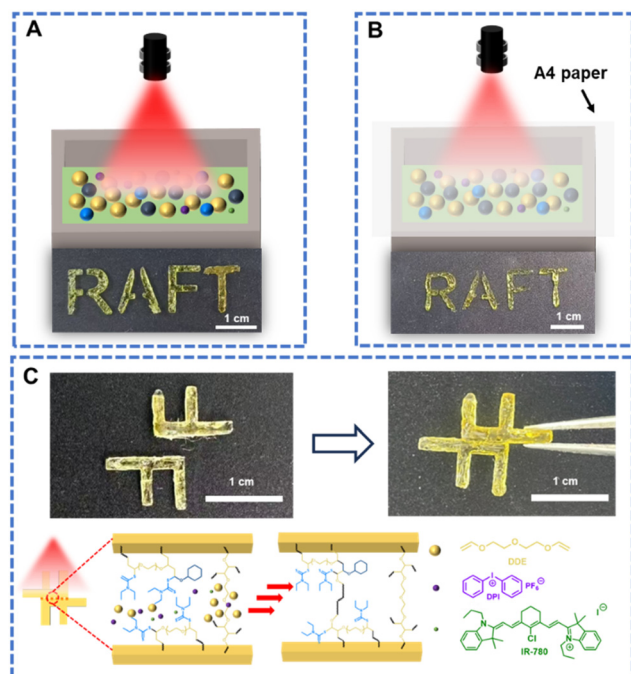 A
RAFT
1 cm
B
A4 paper
RAFT
1 cm
C
1 cm
1 cm
DDE
I
⊕
PF₆⊖
DPI
N
Cl
N
⊕
I⊖
IR-780